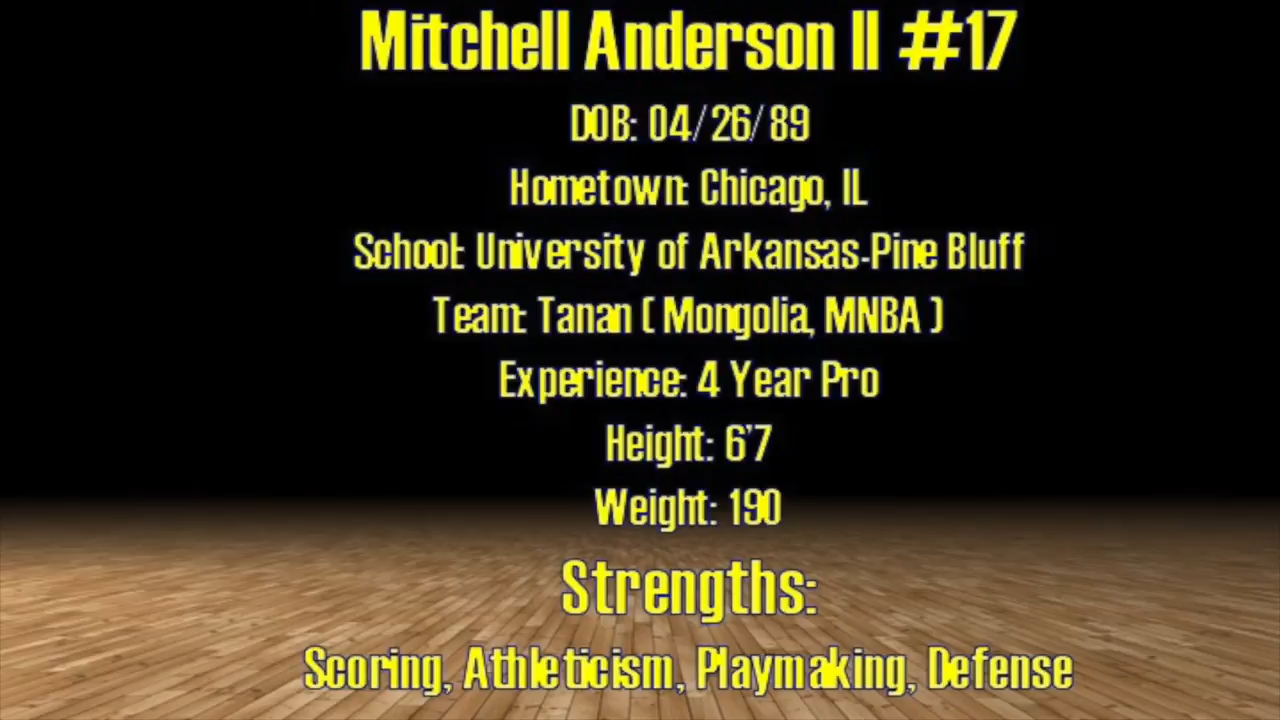 Mitchell Anderson II #17
DOB: 04/26/89
Hometown: Chicago, IL
School: University of Arkansas-Pine Bluff
Team: Tanan ( Mongolia, MNBA )
Experience: 4 Year Pro
Height: 6'7
Weight: 190
Strengths:
Scoring, Athleticism, Playmaking, Defense